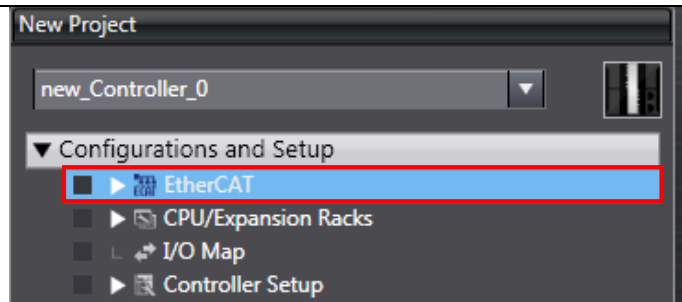 New Project
new_Controller_0
Configurations and Setup
EtherCAT
CPU/Expansion Racks
I/O Map
Controller Setup